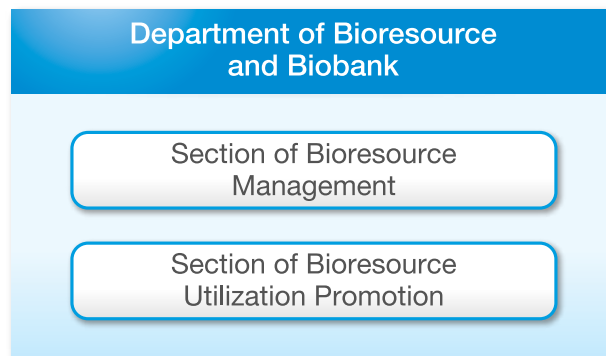 Department of Bioresource
and Biobank
Section of Bioresource
Management
Section of Bioresource
Utilization Promotion